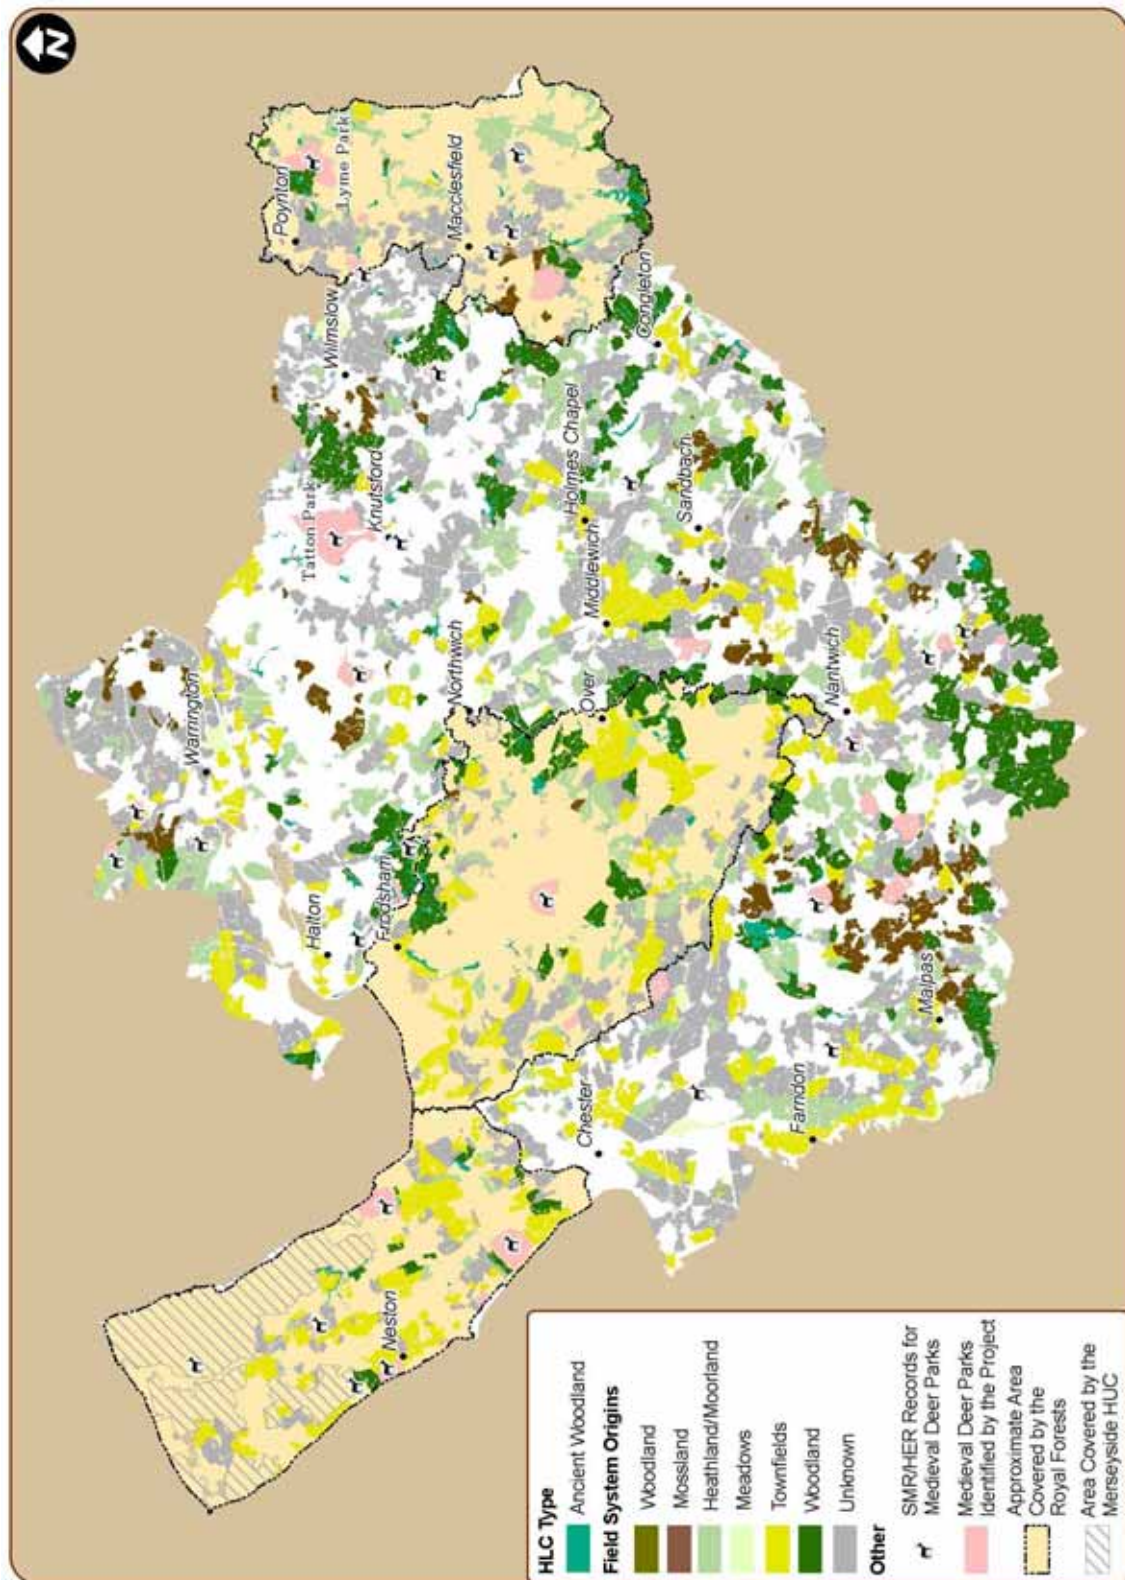 N
Poynton
Lyme Park
Macclesfield
Wilmslow
Congleton
Tatton Park
Knutsford
Holmes Chapel
Sandbach
Middlewich
Warrington
Northwich
Over
Nantwich
Halton
Frodsham
Malpas
Chester
Farndon
Neston
HLC Type
Ancient Woodland
Field System Origins
Woodland
Mossland
Heathland/Moorland
Meadows
Townfields
Woodland
Unknown
Other
SMR/HER Records for
Medieval Deer Parks
Medieval Deer Parks
Identified by the Project
Approximate Area
Covered by the
Royal Forests
Area Covered by the
Merseyside HUC